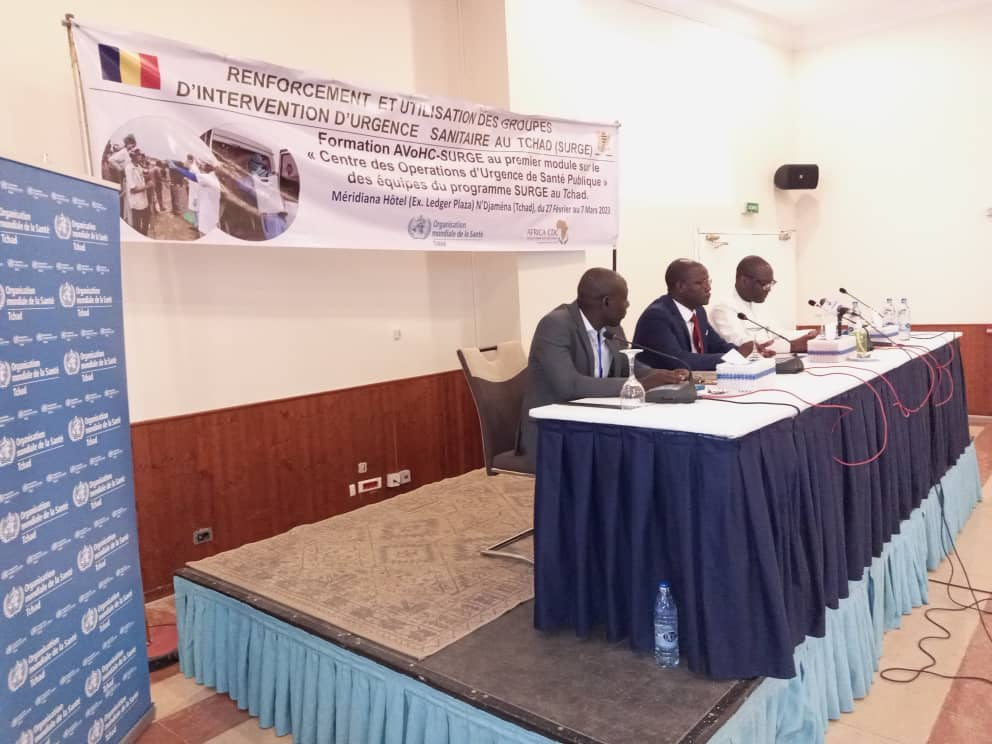 RENFORCEMENT ET UTILISATION DES GROUPES
D'INTERVENTION D'URGENCE SANITAIRE AU TCHAD (SURGE)
Formation AVoHC-SURGE au premier module sur le
« Centre des Operations d'Urgence de Santé Publique »
des équipes du programme SURGE au Tchad.
Méridiana Hôtel (Ex. Ledger Plaza) N'Djaména (Tchad), du 27 Février au 7 Mars 2023.
Organisation
mondiale de la Santé
Tchad
AFRICA CDC
Organisation
mondiale de la Santé
Tchad
Organisation
mondiale de la Santé
Tchad
Organisation
mondiale de la Santé
Tchad
Organisation
mondiale de la Santé
Tchad